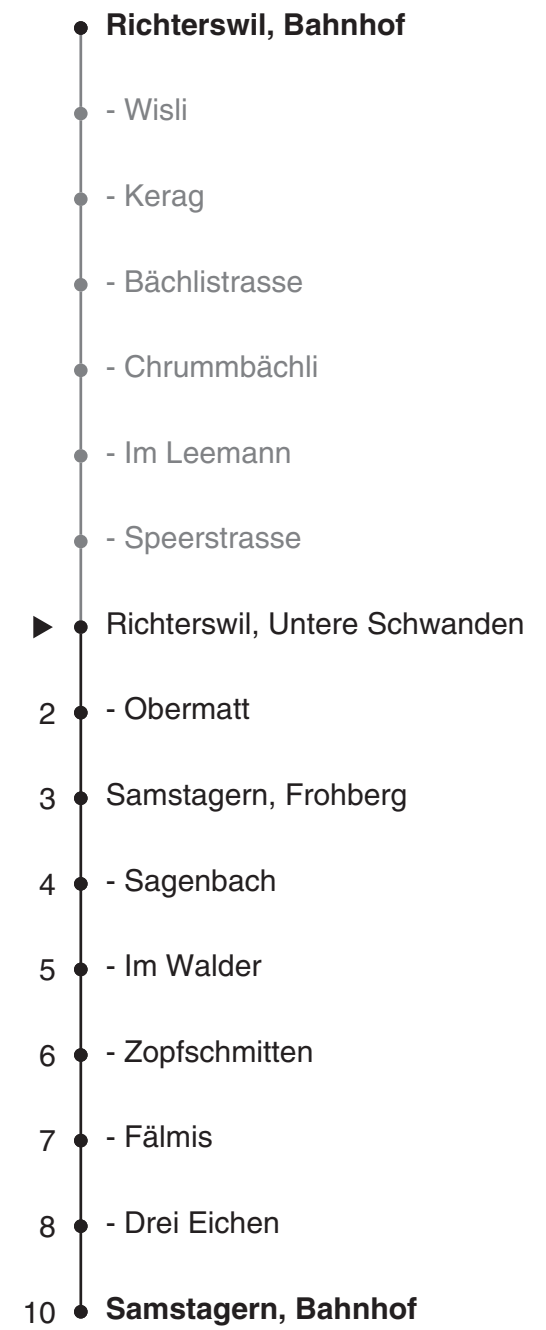 Richterswil, Bahnhof
- Wisli
- Kerag
- Bächlistrasse
- Chrummbächli
- Im Leemann
- Speerstrasse
Richterswil, Untere Schwanden
2 - Obermatt
3 Samstagern, Frohberg
4 - Sagenbach
5 - Im Walder
6 - Zopfschmitten
7 - Fälmis
8 - Drei Eichen
10 Samstagern, Bahnhof